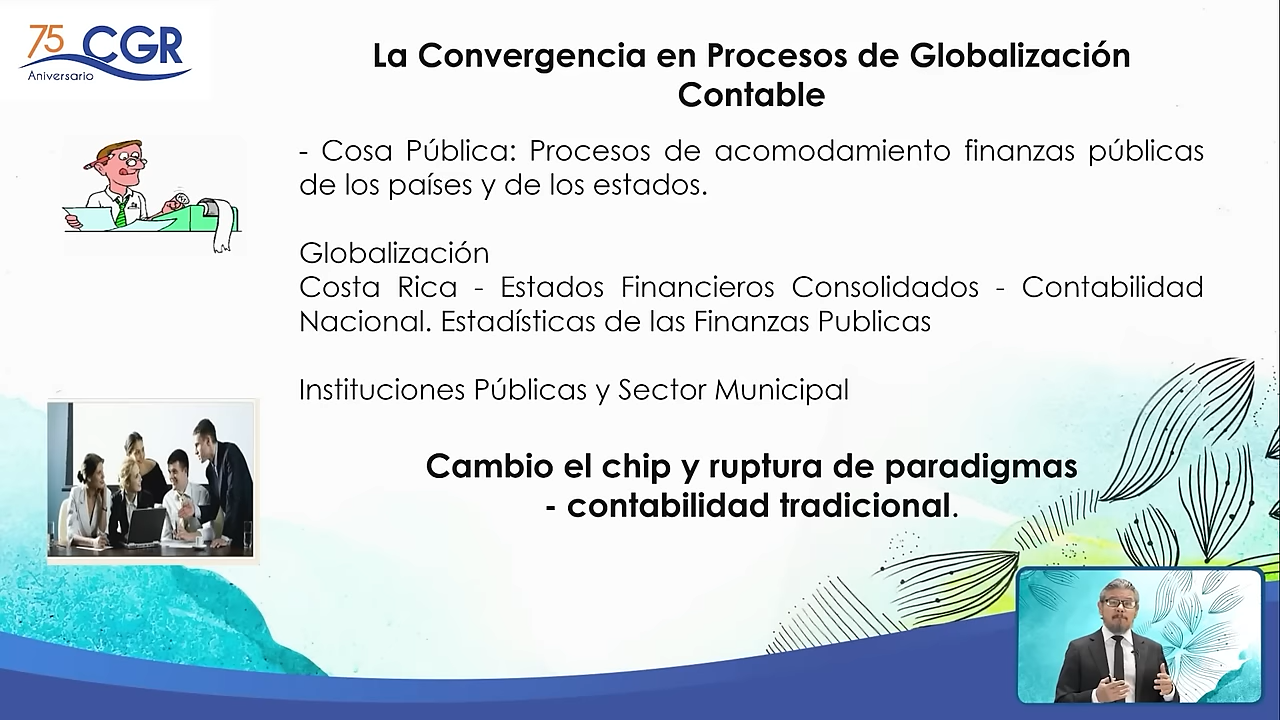 75 CGR
Aniversario
La Convergencia en Procesos de Globalización
Contable
- Cosa Pública: Procesos de acomodamiento finanzas públicas
de los países y de los estados.
Globalización
Costa Rica - Estados Financieros Consolidados - Contabilidad
Nacional. Estadísticas de las Finanzas Publicas
Instituciones Públicas y Sector Municipal
Cambio el chip y ruptura de paradigmas
- contabilidad tradicional.